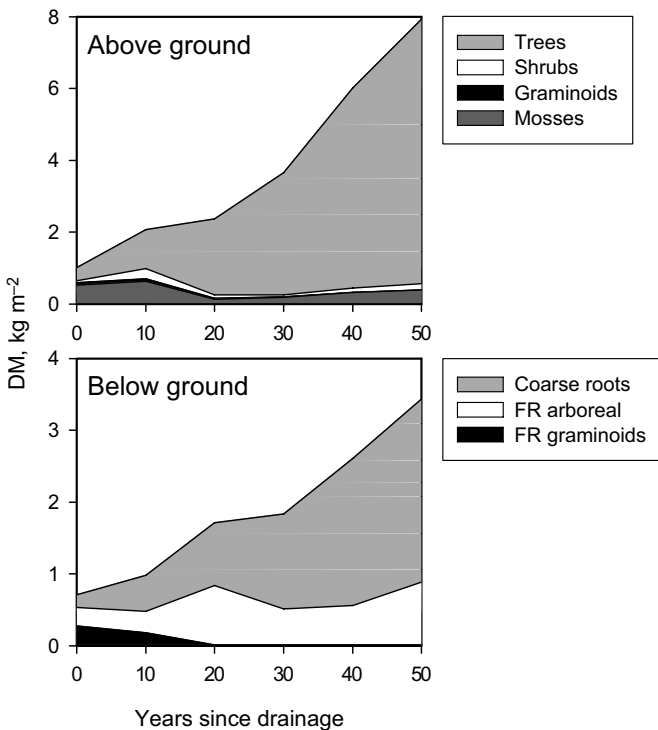 DM, kg m⁻²
8
6
4
2
0
Above ground
0 10 20 30 40 50
Trees
Shrubs
Graminoids
Mosses
4
3
2
1
0
Below ground
0 10 20 30 40 50
Coarse roots
FR arboreal
FR graminoids
Years since drainage